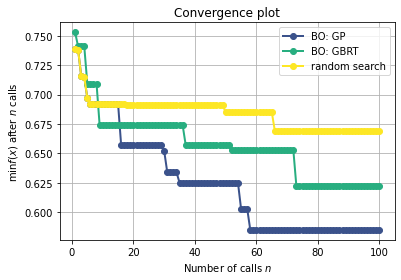 Convergence plot
BO: GP
BO: GBRT
random search
min f(x) after n calls
0.750
0.725
0.700
0.675
0.650
0.625
0.600
0
20
40
60
80
100
Number of calls n